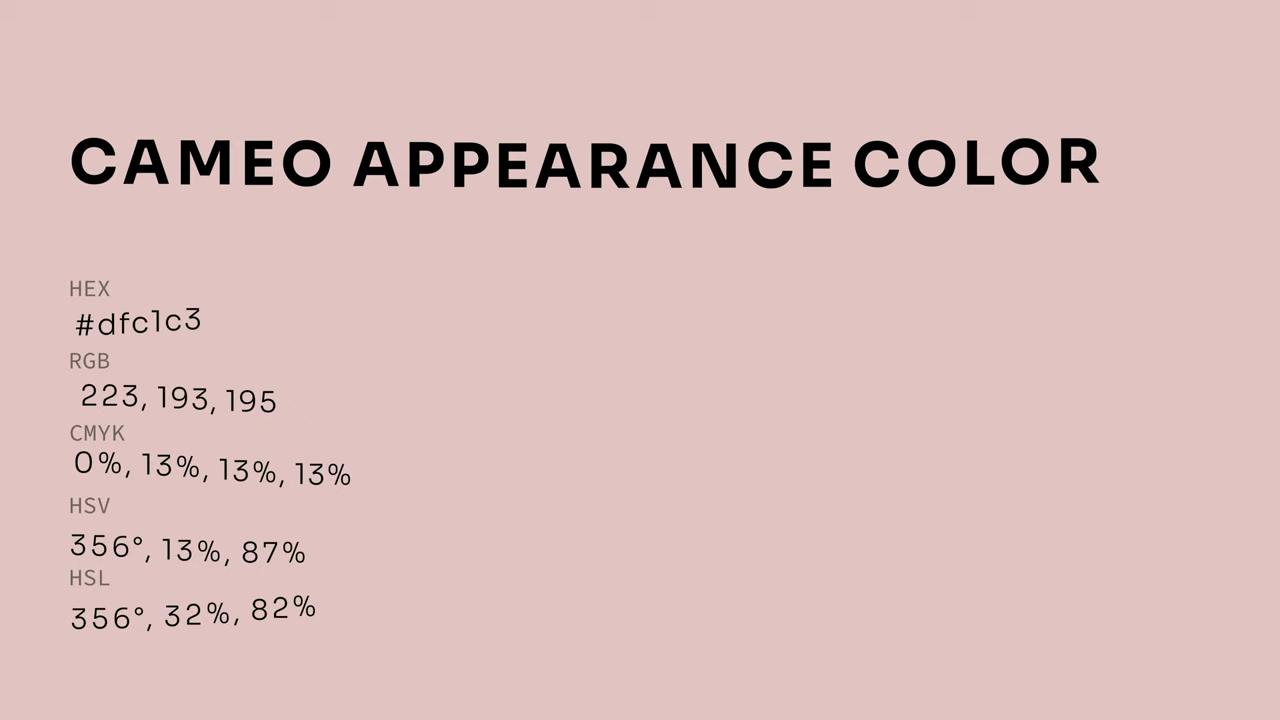 CAMEO APPEARANCE COLOR
HEX
#dfc1c3
RGB
223, 193, 195
CMYK
0%, 13%, 13%, 13%
HSV
356°, 13%, 87%
HSL
356°, 32%, 82%